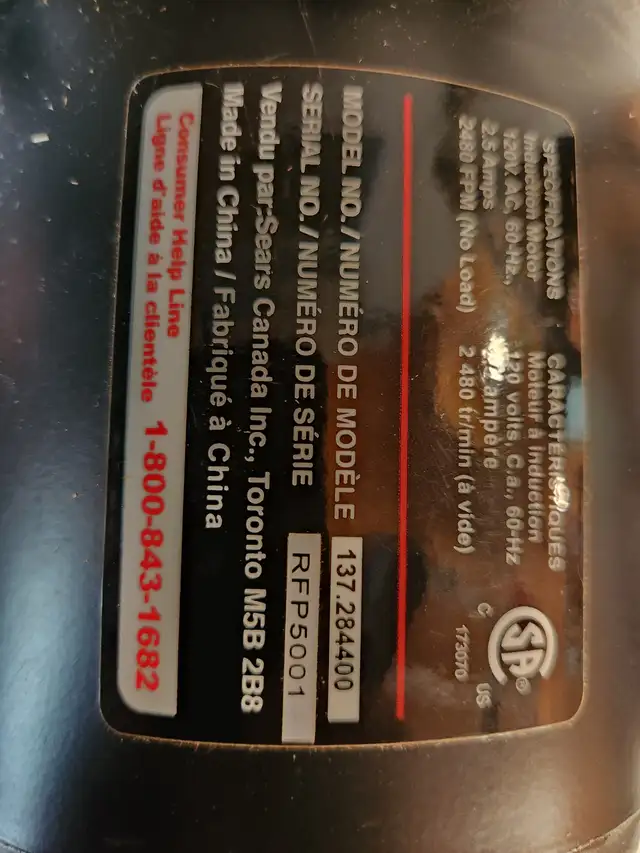 SPECIFICATIONS
Induction Motor
120V. AC, 60-Hz.,
2.5 Amps
2480 FPM (No Load)
CARACTÉRISTIQUES
Moteur à induction
120 volts, C.a., 60-Hz
ampère
2 480 tr/min (à vide)
SA®
C US
173070
MODEL NO./NUMÉRO DE MODÈLE 137.284400
SERIAL NO./NUMÉRO DE SÉRIE RFP5001
Vendu par Sears Canada Inc., Toronto M5B 2B8
Made in China / Fabriqué à China
Consumer Help Line
Ligne d'aide à la clientèle 1-800-843-1682